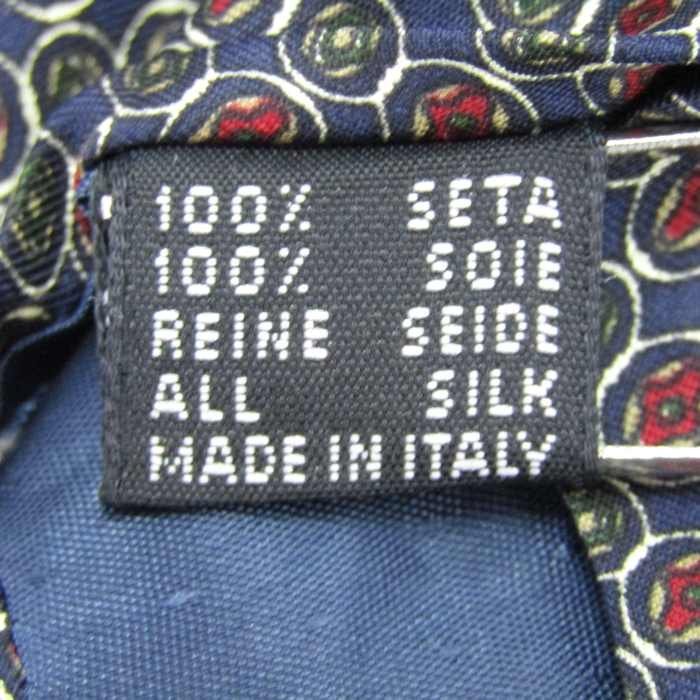 100% SETA
100% SOIE
REINE SEIDE
ALL SILK
MADE IN ITALY